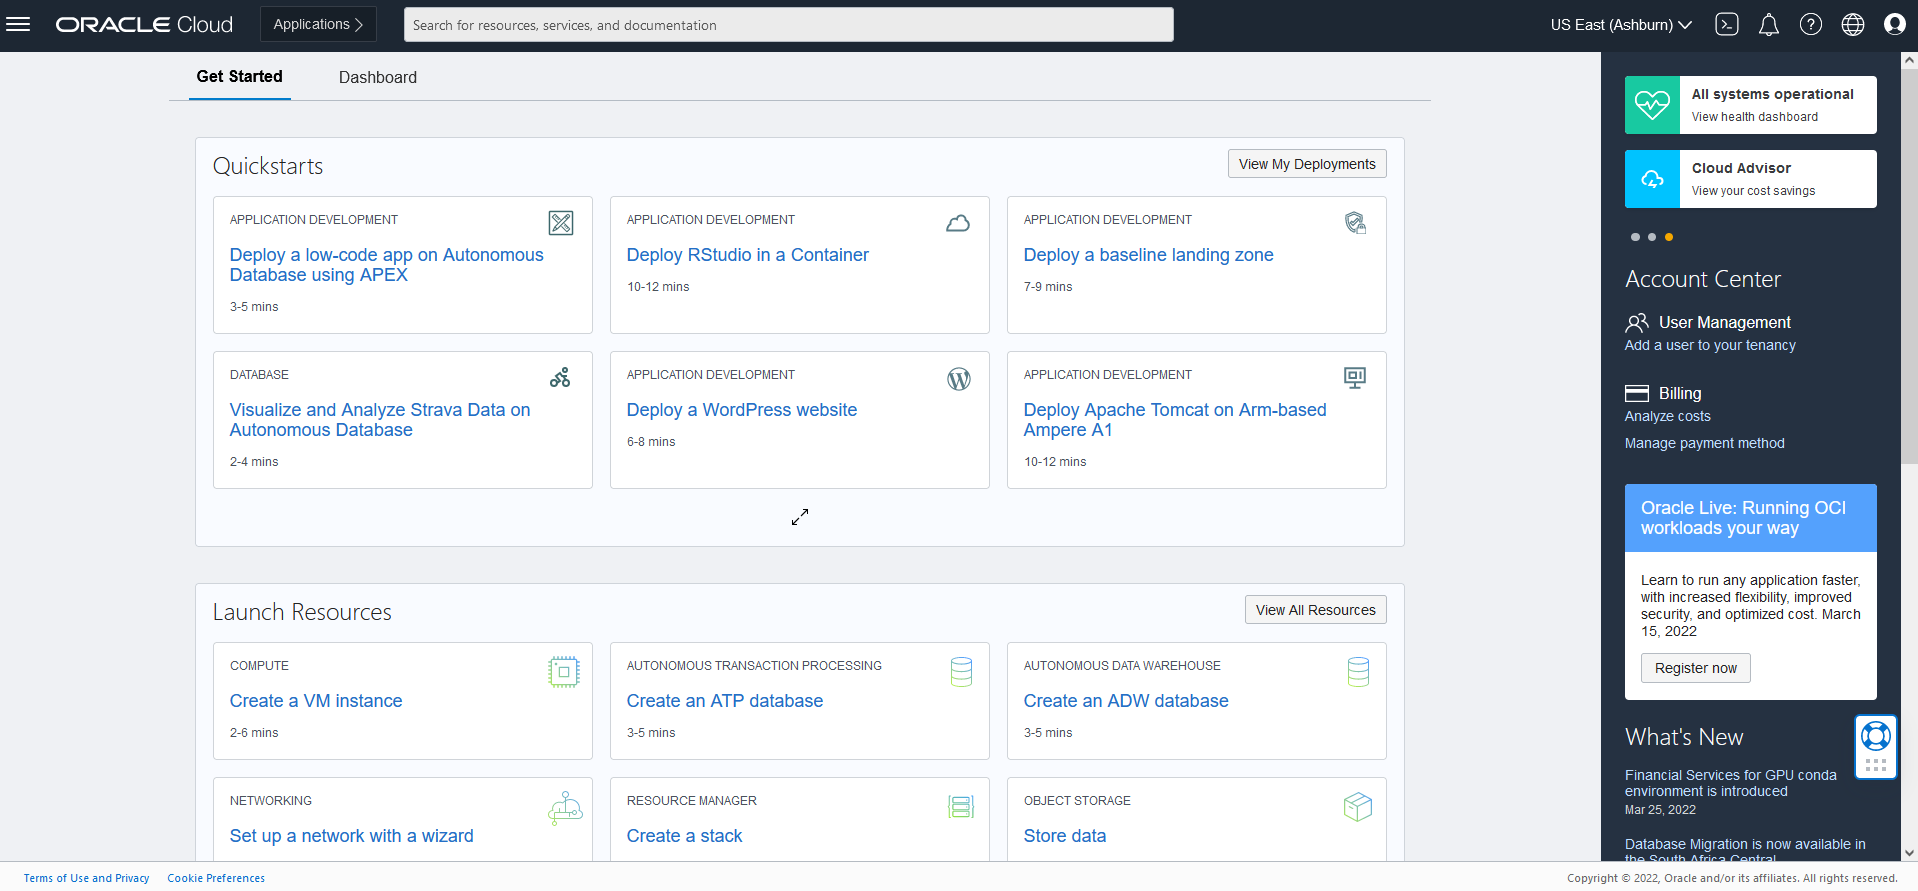 ORACLE Cloud
Applications
Search for resources, services, and documentation
US East (Ashburn)
Get Started
Dashboard
Quickstarts
View My Deployments
APPLICATION DEVELOPMENT
Deploy a low-code app on Autonomous
Database using APEX
3-5 mins
APPLICATION DEVELOPMENT
Deploy RStudio in a Container
10-12 mins
APPLICATION DEVELOPMENT
Deploy a baseline landing zone
7-9 mins
DATABASE
Visualize and Analyze Strava Data on
Autonomous Database
2-4 mins
APPLICATION DEVELOPMENT
Deploy a WordPress website
6-8 mins
APPLICATION DEVELOPMENT
Deploy Apache Tomcat on Arm-based
Ampere A1
10-12 mins
Launch Resources
View All Resources
COMPUTE
Create a VM instance
2-6 mins
AUTONOMOUS TRANSACTION PROCESSING
Create an ATP database
3-5 mins
AUTONOMOUS DATA WAREHOUSE
Create an ADW database
3-5 mins
NETWORKING
Set up a network with a wizard
RESOURCE MANAGER
Create a stack
OBJECT STORAGE
Store data
All systems operational
View health dashboard
Cloud Advisor
View your cost savings
Account Center
User Management
Add a user to your tenancy
Billing
Analyze costs
Manage payment method
Oracle Live: Running OCI
workloads your way
Learn to run any application faster,
with increased flexibility, improved
security, and optimized cost. March
15, 2022
Register now
What's New
Financial Services for GPU conda
environment is introduced
Mar 25, 2022
Database Migration is now available in
the South Africa Central
Terms of Use and Privacy
Cookie Preferences
Copyright © 2022, Oracle and/or its affiliates. All rights reserved.